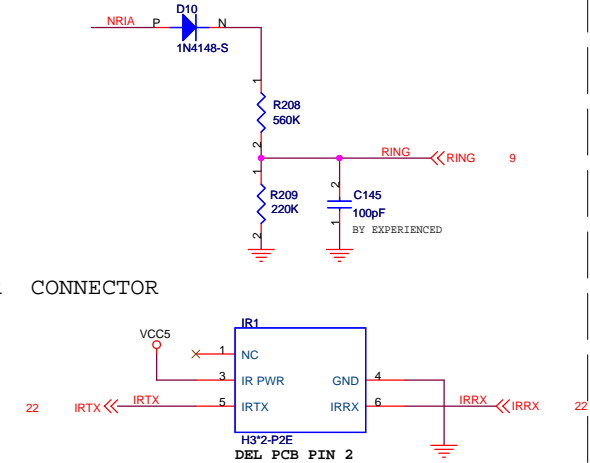 D10
NRIA P N
1N4148-S
1
R208
560K
2
RING RING 9
1 2
R209 C145
220K 100pF
2 1
BY EXPERIENCED
CONNECTOR
IR1
VCC5
1 NC
3 IR PWR GND 4
22 IRTX IRTX 5 IRTX IRRX 6 IRRX IRRX 22
H3*2-P2E
DEL PCB PIN 2